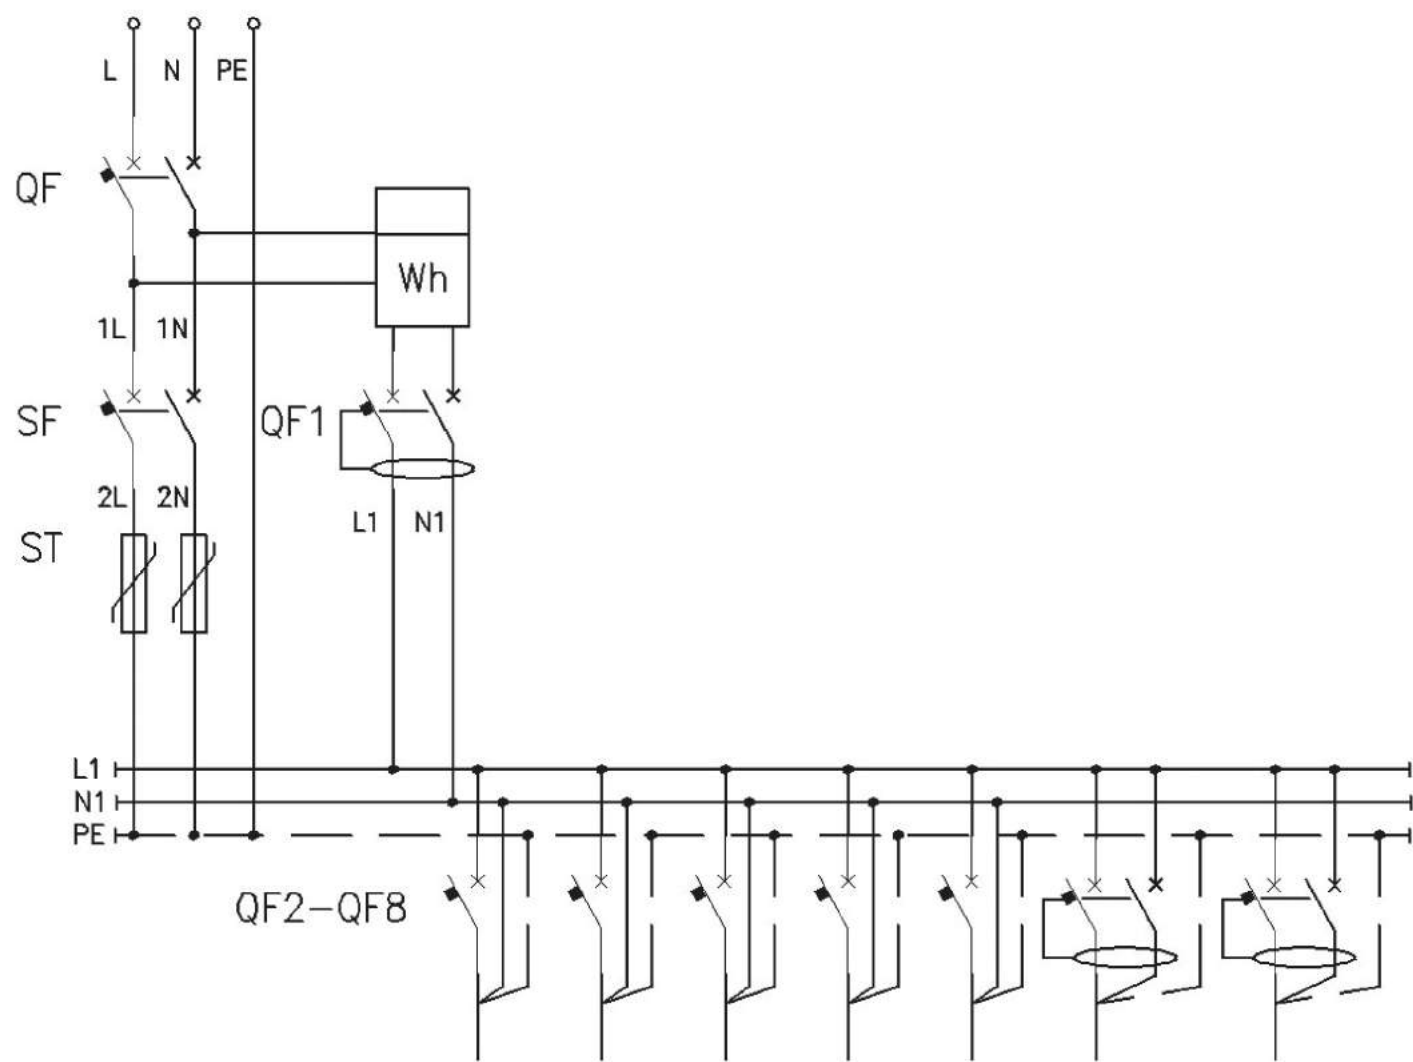 L N PE
QF
Wh
1L 1N
SF QF1
2L 2N
L1 N1
ST
L1
N1
PE
QF2-QF8